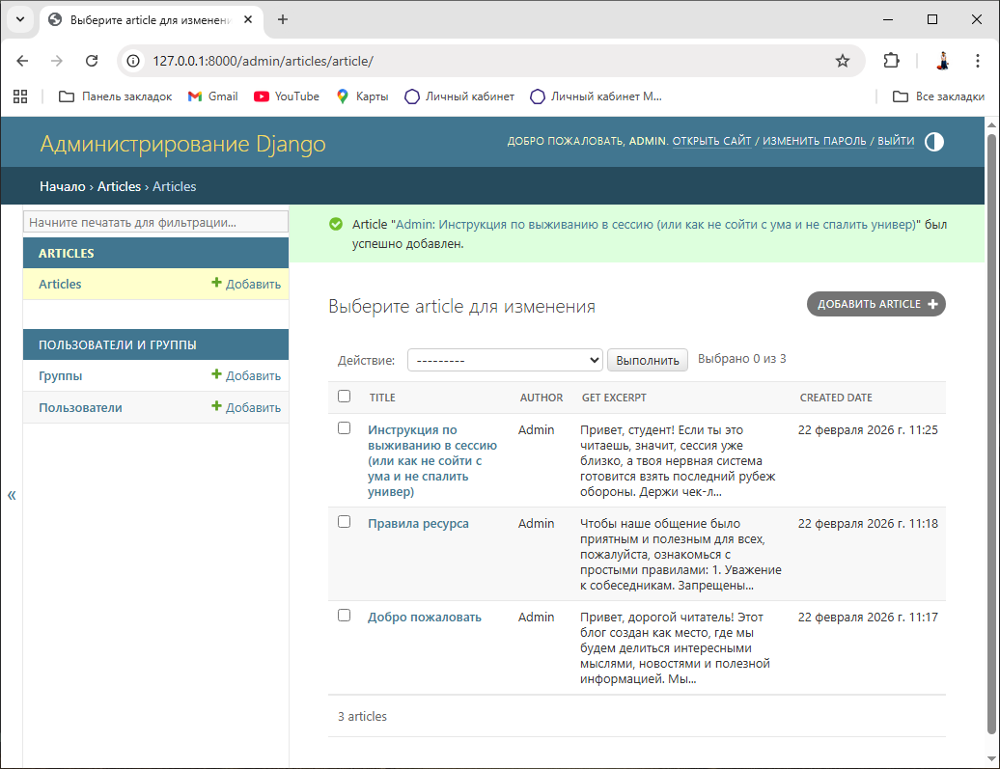 Выберите article для изменени
127.0.0.1:8000/admin/articles/article/
Панель закладок
Gmail
YouTube
Карты
Личный кабинет
Личный кабинет М...
Все закладки
Администрирование Django
ДОБРО ПОЖАЛОВАТЬ, ADMIN. ОТКРЫТЬ САЙТ / ИЗМЕНИТЬ ПАРОЛЬ / ВЫЙТИ
Начало › Articles › Articles
Начните печатать для фильтрации...
ARTICLES
Articles + Добавить
ПОЛЬЗОВАТЕЛИ И ГРУППЫ
Группы + Добавить
Пользователи + Добавить
«
Article "Admin: Инструкция по выживанию в сессию (или как не сойти с ума и не спалить универ)" был
успешно добавлен.
Выберите article для изменения
ДОБАВИТЬ ARTICLE +
Действие: --------- Выполнить Выбрано 0 из 3
TITLE AUTHOR GET EXCERPT CREATED DATE
Инструкция по
выживанию в сессию
(или как не сойти с
ума и не спалить
универ)
Admin
Привет, студент! Если ты это
читаешь, значит, сессия уже
близко, а твоя нервная система
готовится взять последний рубеж
обороны. Держи чек-л...
22 февраля 2026 г. 11:25
Правила ресурса
Admin
Чтобы наше общение было
приятным и полезным для всех,
пожалуйста, ознакомься с
простыми правилами: 1. Уважение
к собеседникам. Запрещены...
22 февраля 2026 г. 11:18
Добро пожаловать
Admin
Привет, дорогой читатель! Этот
блог создан как место, где мы
будем делиться интересными
мыслями, новостями и полезной
информацией. Мы...
22 февраля 2026 г. 11:17
3 articles